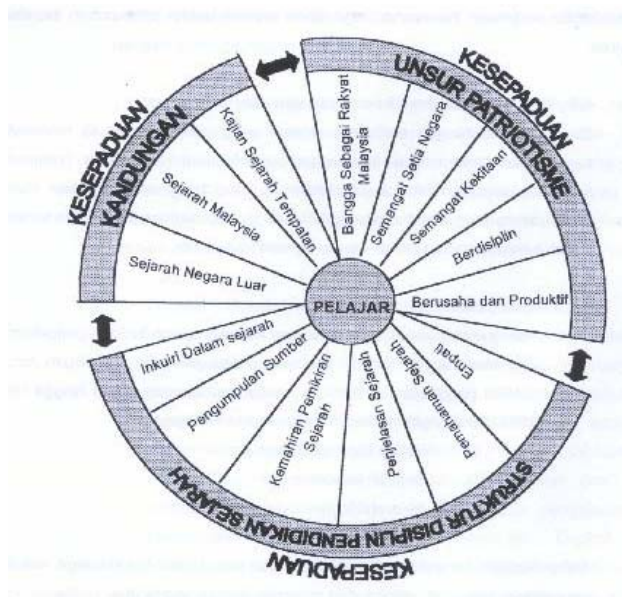 KESEPADUAN
KANDUNGAN
Sejarah Negara Luar
Sejarah Malaysia
Kajian Sejarah Tempatan
KESEPADUAN
UNSUR PATRIOTISME
Bangga Sebagai Rakyat
Malaysia
Semangat Setia Negara
Semangat Kekitaan
Berdisiplin
Berusaha dan Produktif
PELAJAR
Inkuiri Dalam sejarah
Pengumpulan Sumber
Kemahiran Pemikiran
Sejarah
Penjelasan Sejarah
Pemahaman Sejarah
Empati
STRUKTUR DISIPLIN PENDIDIKAN SEJARAH
KESEPADUAN